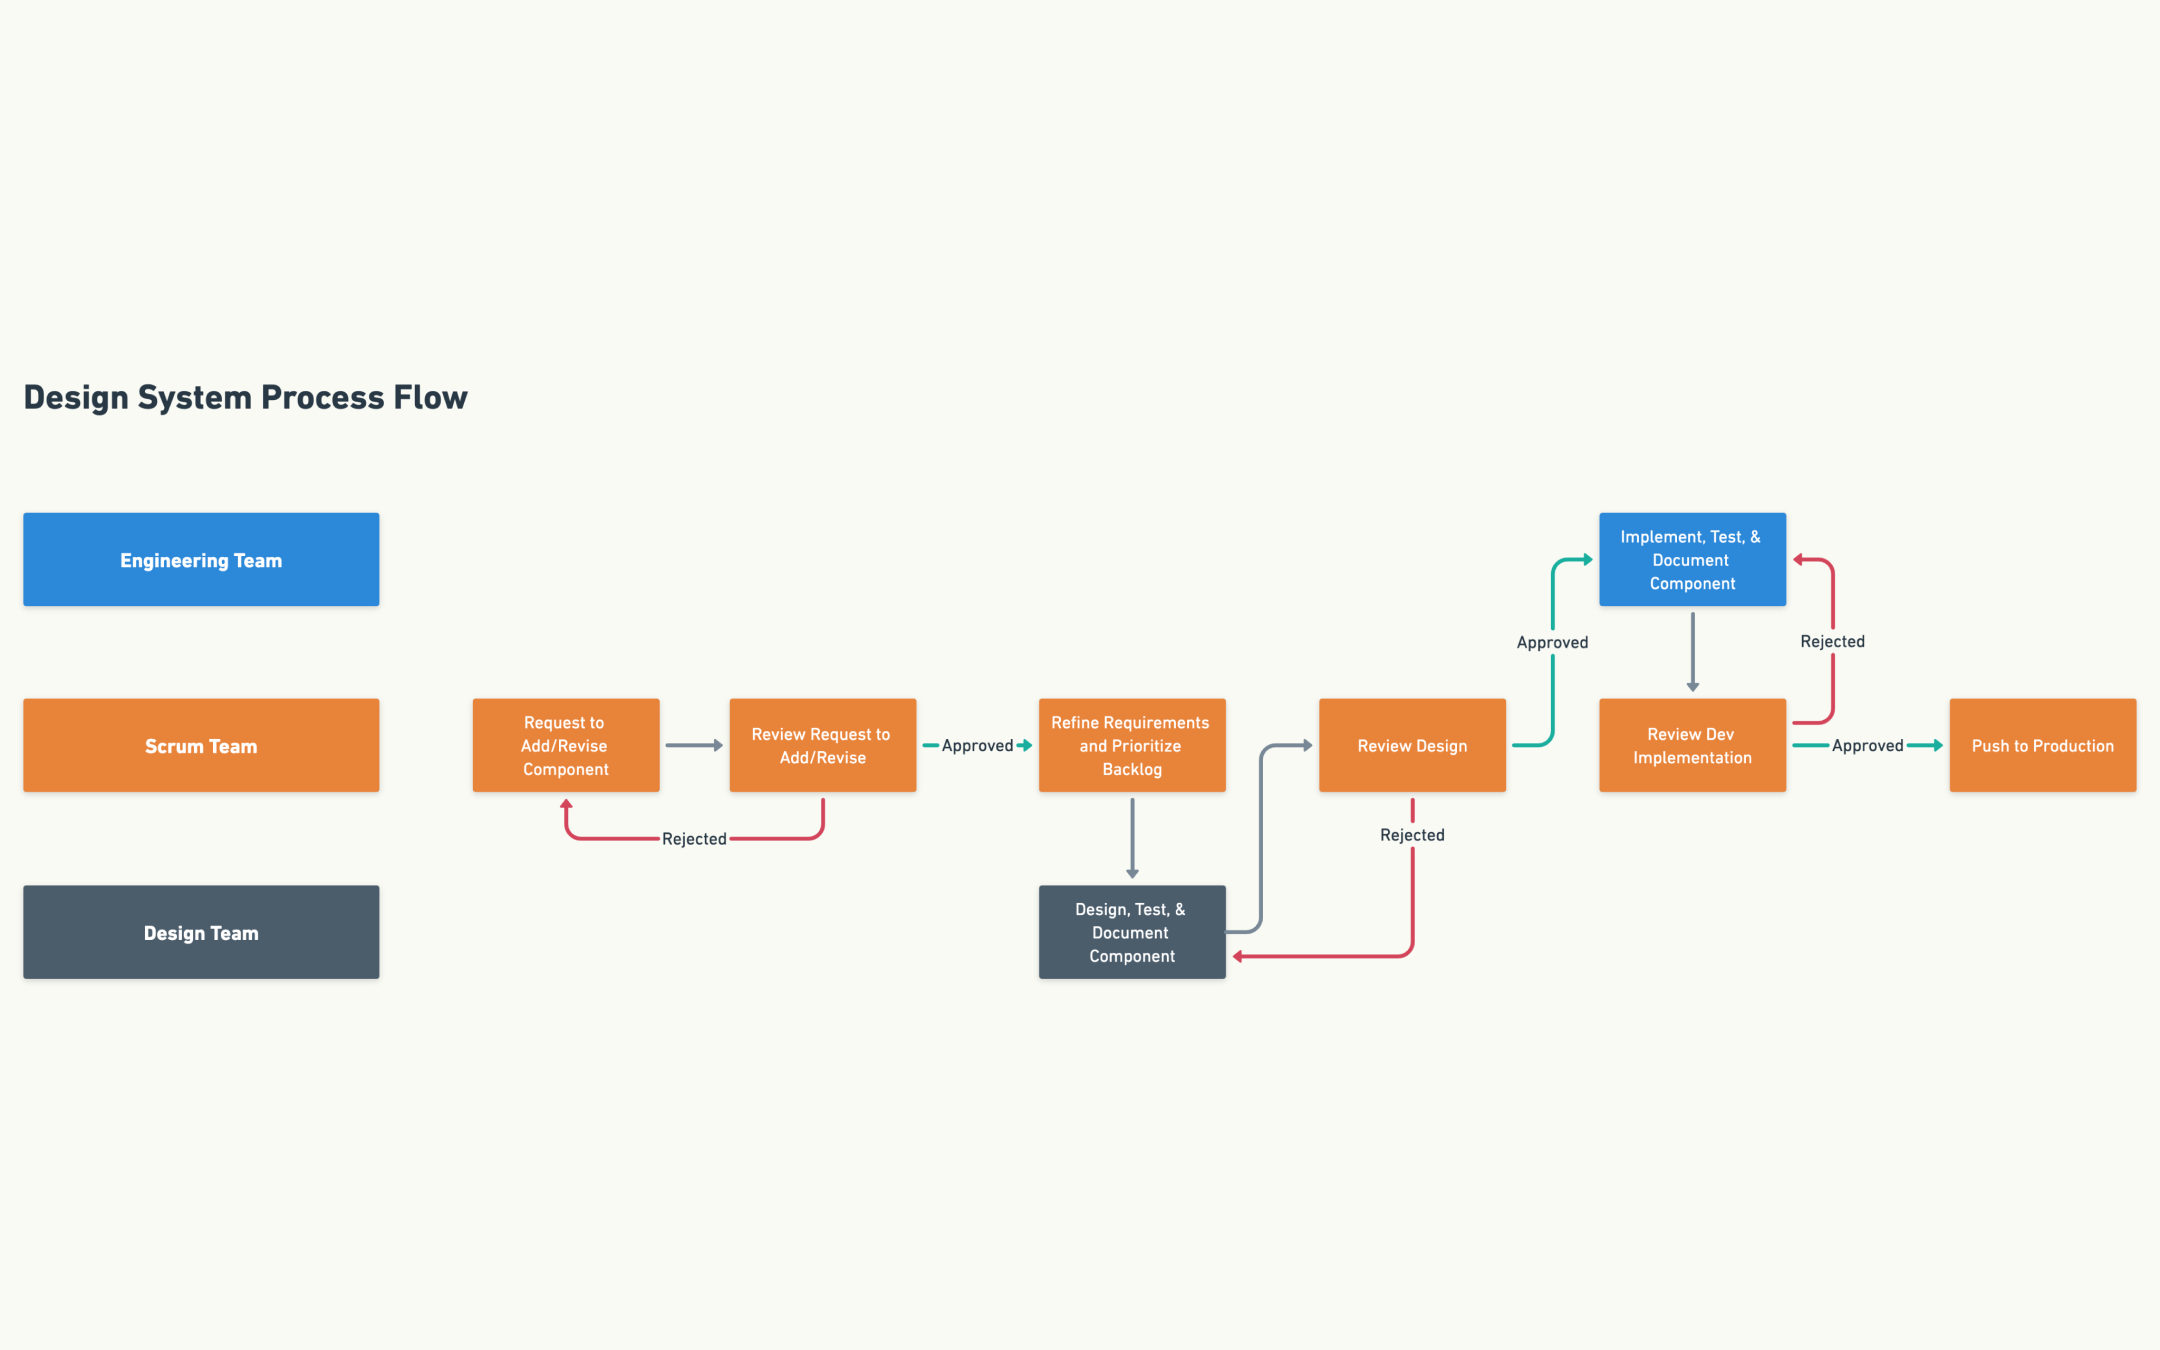 Design System Process Flow
Engineering Team
Implement, Test, &
Document
Component
Approved
Rejected
Scrum Team
Request to
Add/Revise
Component
Review Request to
Add/Revise
Approved
Refine Requirements
and Prioritize
Backlog
Review Design
Review Dev
Implementation
Approved
Push to Production
Rejected
Rejected
Design Team
Design, Test, &
Document
Component